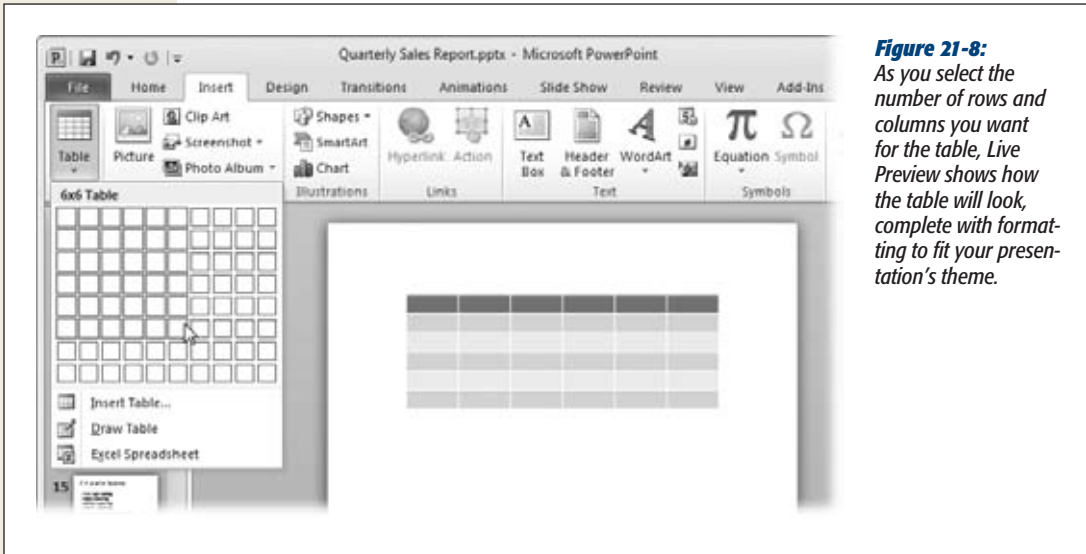 Quarterly Sales Report.pptx - Microsoft PowerPoint
File Home Insert Design Transitions Animations Slide Show Review View Add-Ins
Table
Picture
Clip Art
Screenshot
Photo Album
Shapes
SmartArt
Chart
Illustrations
Hyperlink Action
Links
Text
Box
Header
& Footer
WordArt
Text
Equation Symbol
Symbols
6x6 Table
Insert Table...
Draw Table
Excel Spreadsheet
15
Figure 21-8:
As you select the
number of rows and
columns you want
for the table, Live
Preview shows how
the table will look,
complete with format-
ting to fit your presen-
tation's theme.